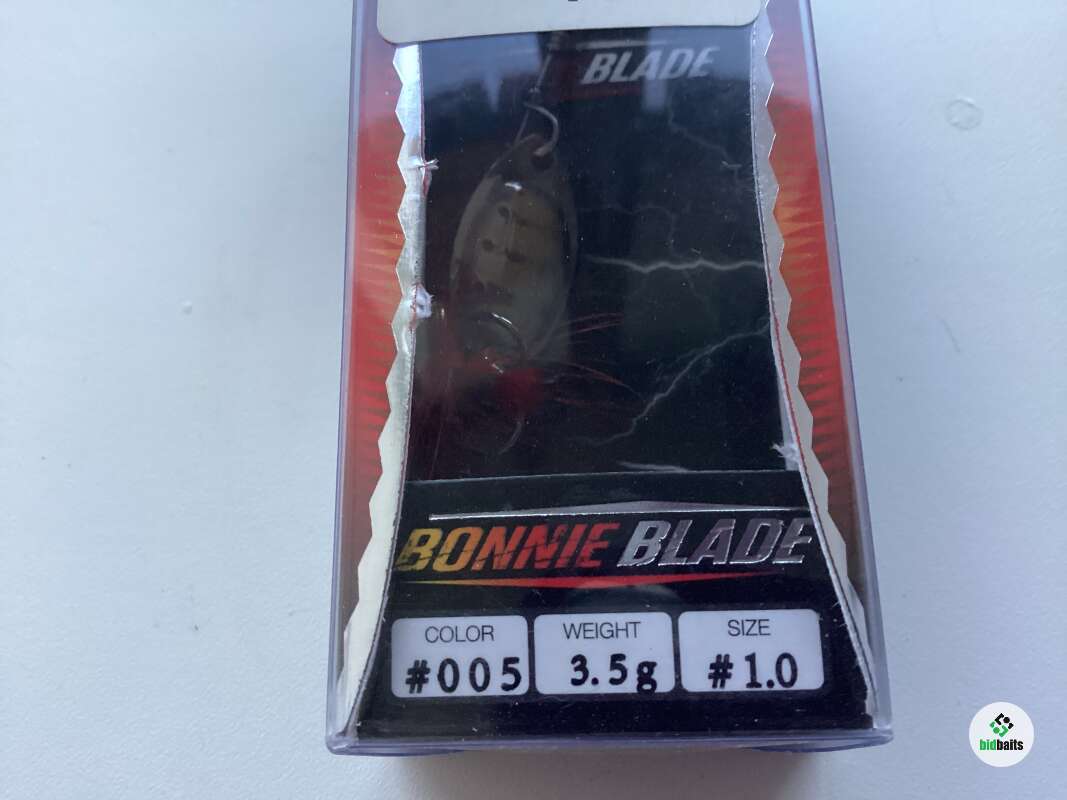 BLADE
BONNIE BLADE
COLOR WEIGHT SIZE
#005 3.5g #1.0
bidbaits